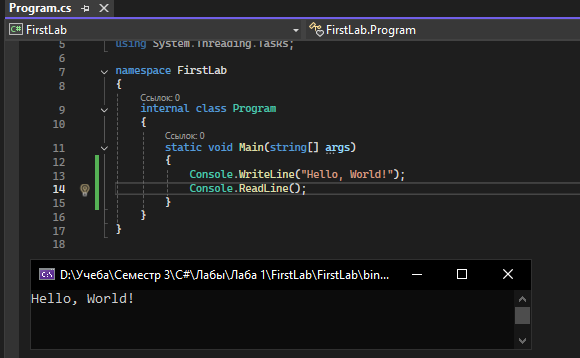 Program.cs
FirstLab
FirstLab.Program
5 using System.Threading.Tasks;
6
7 namespace FirstLab
8 {
Ссылок: 0
9 internal class Program
10 {
Ссылок: 0
11 static void Main(string[] args)
12 {
13 Console.WriteLine("Hello, World!");
14 Console.ReadLine();
15 }
16 }
17 }
18
D:\Учеба\Семестр 3\C#\Лабы\Лаба 1\FirstLab\FirstLab\bin...
Hello, World!